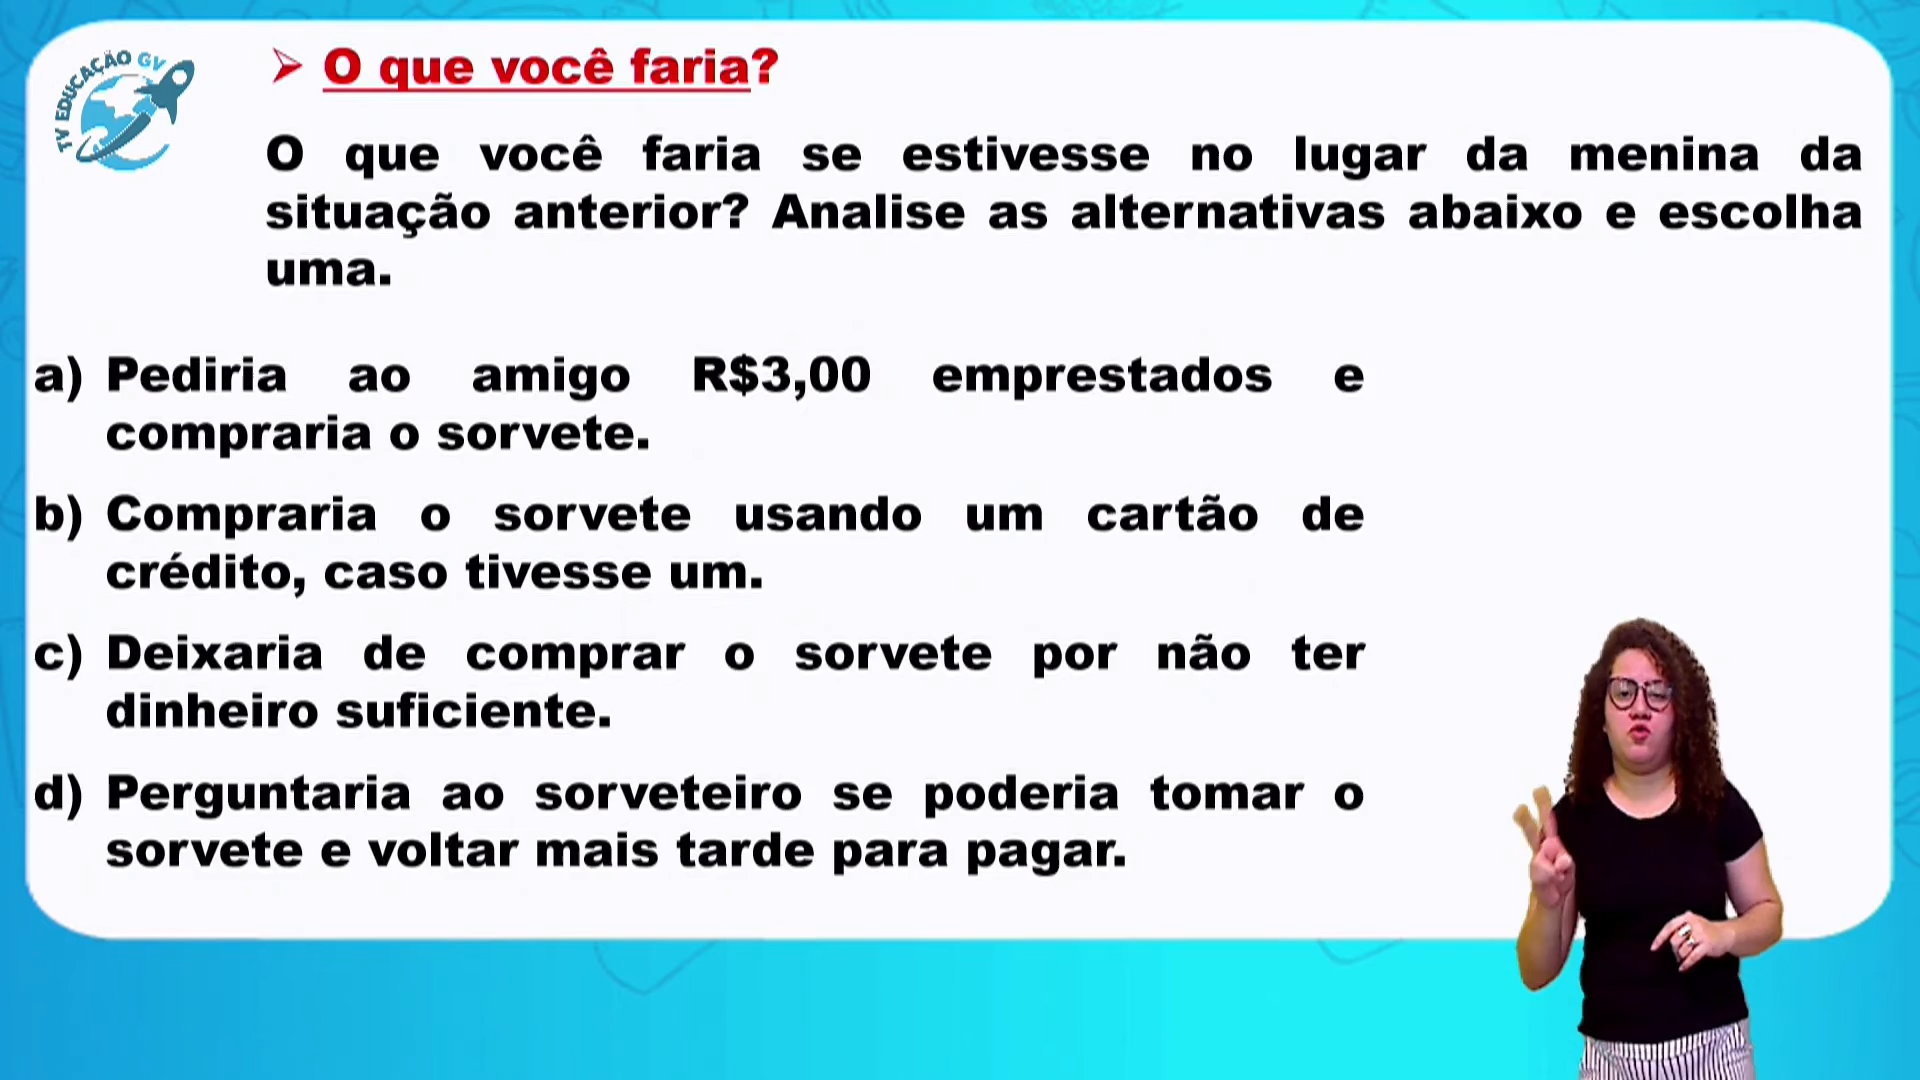 TV EDUCAÇÃO GV
➢ O que você faria?
O que você faria se estivesse no lugar da menina da
situação anterior? Analise as alternativas abaixo e escolha
uma.
a) Pediria ao amigo R$3,00 emprestados e
compraria o sorvete.
b) Compraria o sorvete usando um cartão de
crédito, caso tivesse um.
c) Deixaria de comprar o sorvete por não ter
dinheiro suficiente.
d) Perguntaria ao sorveteiro se poderia tomar o
sorvete e voltar mais tarde para pagar.